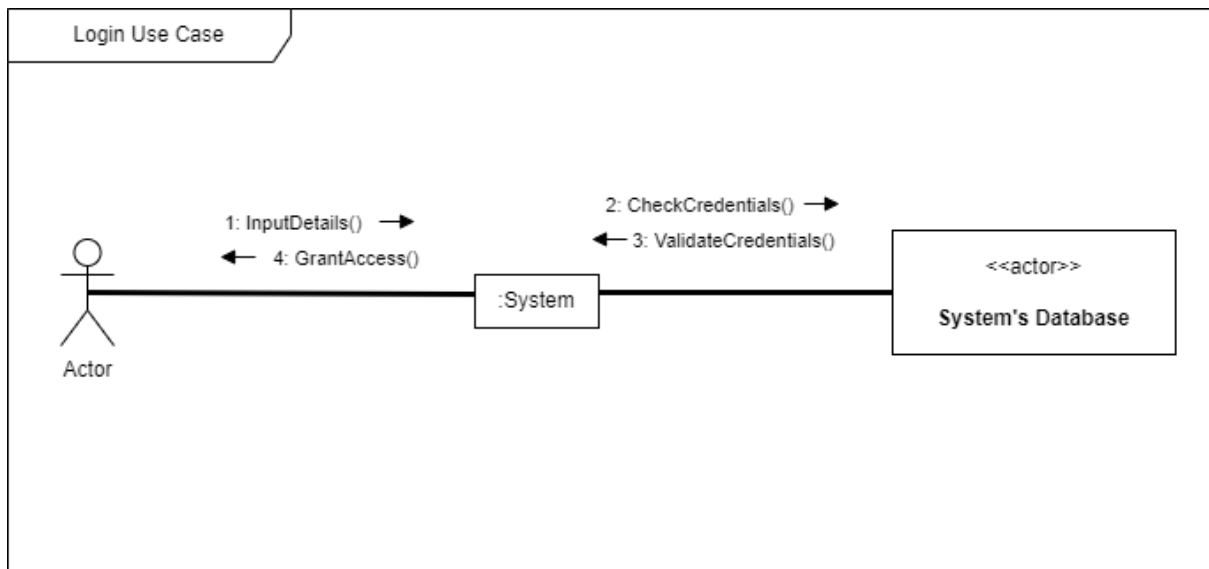 Login Use Case
1: InputDetails()
4: GrantAccess()
2: CheckCredentials()
3: ValidateCredentials()
Actor
:System
<<actor>>
System's Database